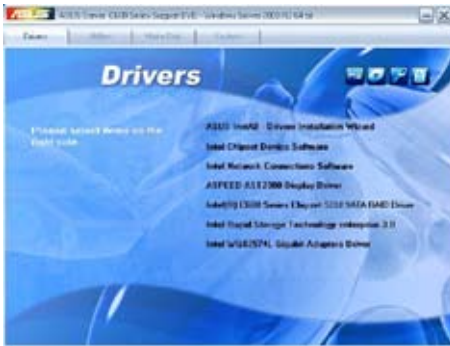 ASUS
ASUS Server C600 Series Support DVD - Windows Server 2008 R2 64 bit
Drivers
Utilities
Make Disk
Contact
Drivers
Please select items on the
right side.
ASUS InstAll - Drivers Installation Wizard
Intel Chipset Device Software
Intel Network Connections Software
ASPEED AST2300 Display Driver
Intel(R) C600 Series Chipset SATA RAID Driver
Intel Rapid Storage Technology enterprise 3.0
Intel WG82574L Gigabit Adapters Driver